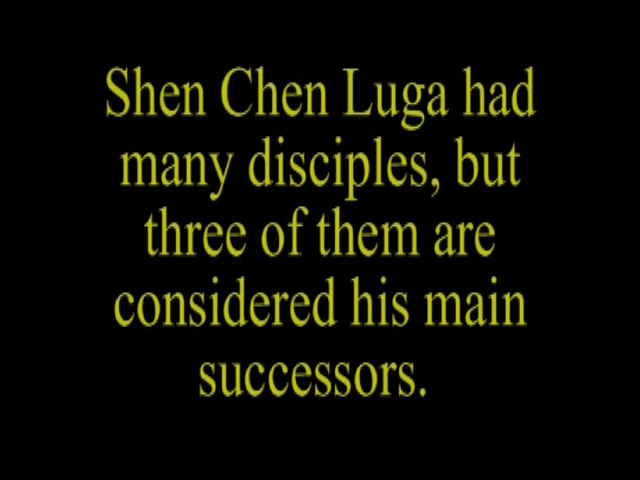 Shen Chen Luga had
many disciples, but
three of them are
considered his main
successors.